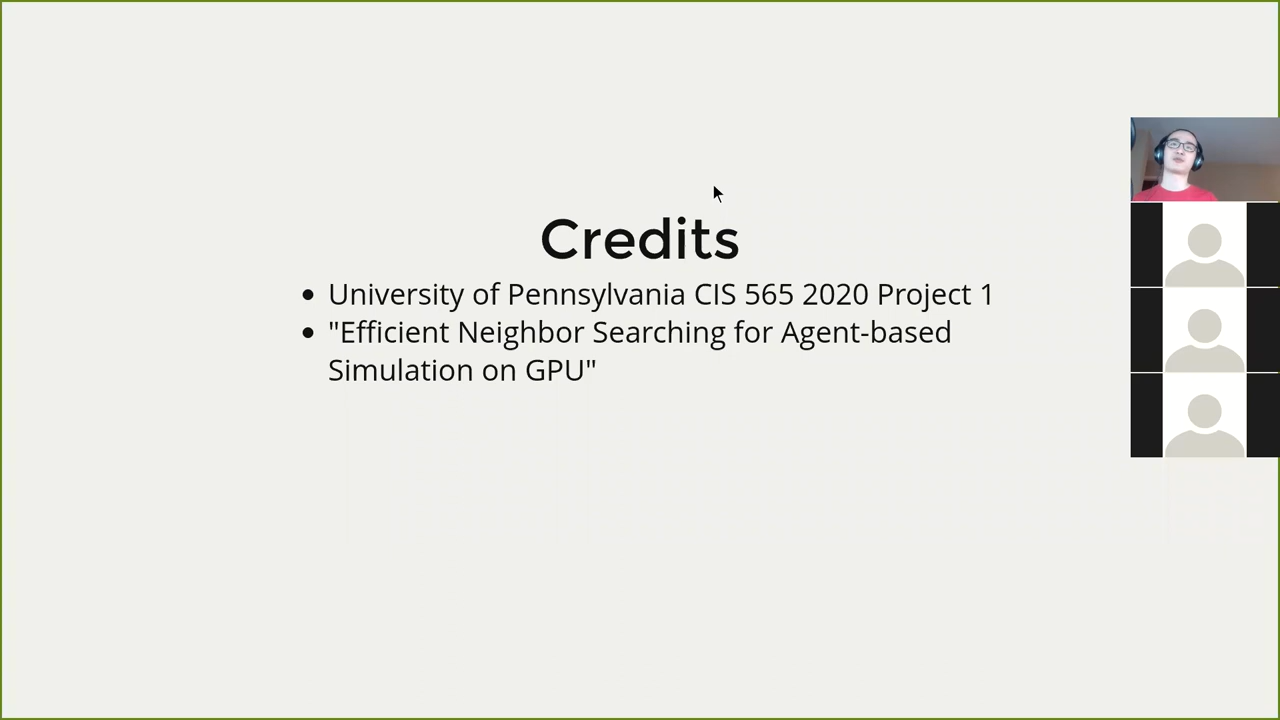 Credits
• University of Pennsylvania CIS 565 2020 Project 1
• "Efficient Neighbor Searching for Agent-based
Simulation on GPU"